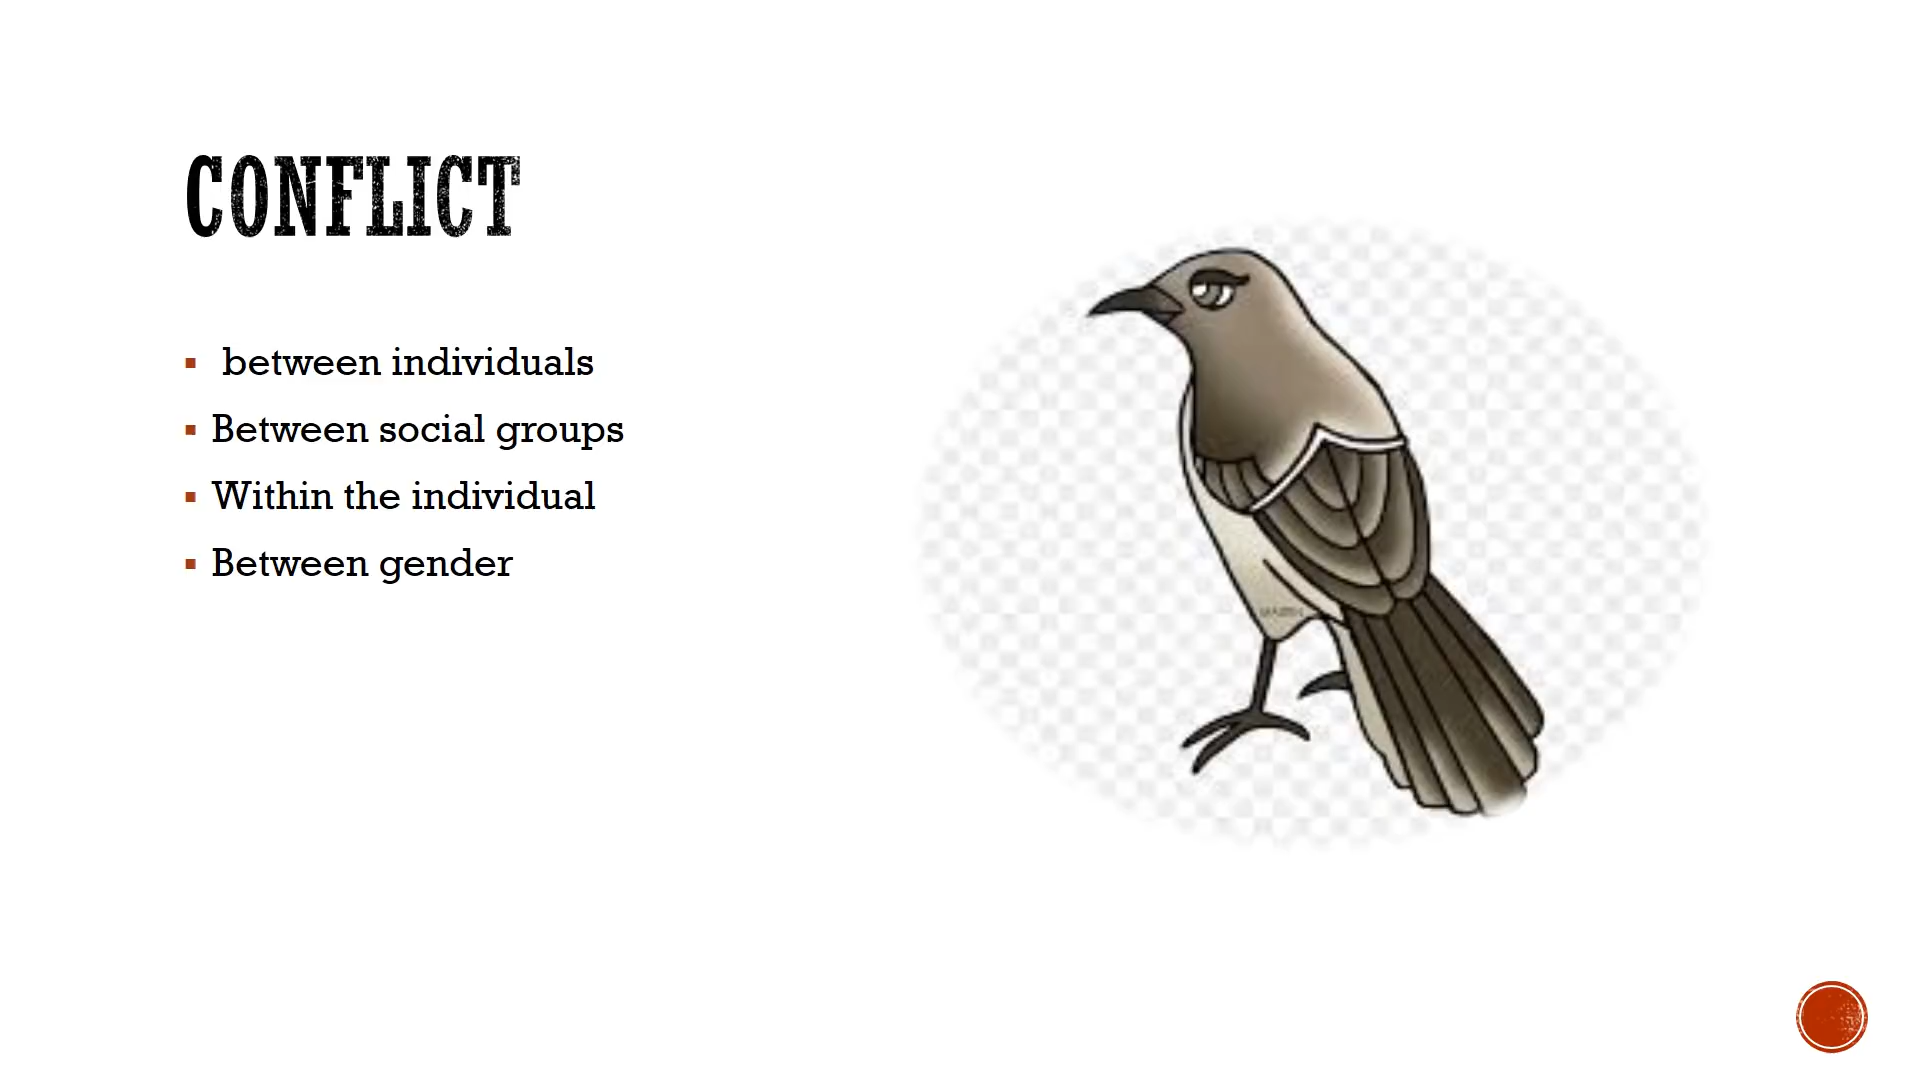 CONFLICT
between individuals
Between social groups
Within the individual
Between gender